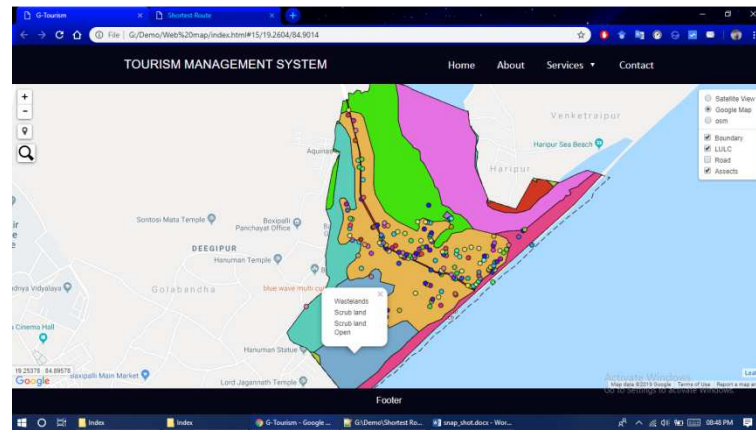 G-Tourism
Shortest Route
File | G:/Demo/Web%20map/index.html#15/19.2604/84.9014
TOURISM MANAGEMENT SYSTEM
Home
About
Services
Contact
+
-
Satellite View
Google Map
osm
Boundary
LULC
Road
Assects
Venketraipur
Haripur Sea Beach
Haripur
Sontosi Mata Temple
Boxipalli
Panchayat Office
DEEGIPUR
Hanuman Temple
Golabandha
blue wave multi
Cinema Hall
Wastelands
Scrub land
Scrub land
Open
Hanuman Statue
19.25378 : 84.89578
Google
Main Market
Lord Jagannath Temple
Activate Windows
Go to Settings to activate Windows.
Map data ©2019 Google
Terms of Use
Report a map
Footer
Index
Index
G-Tourism - Google ...
G:\Demo\Shortest Ro...
snap_shot.docx - Wor...
08:48 PM